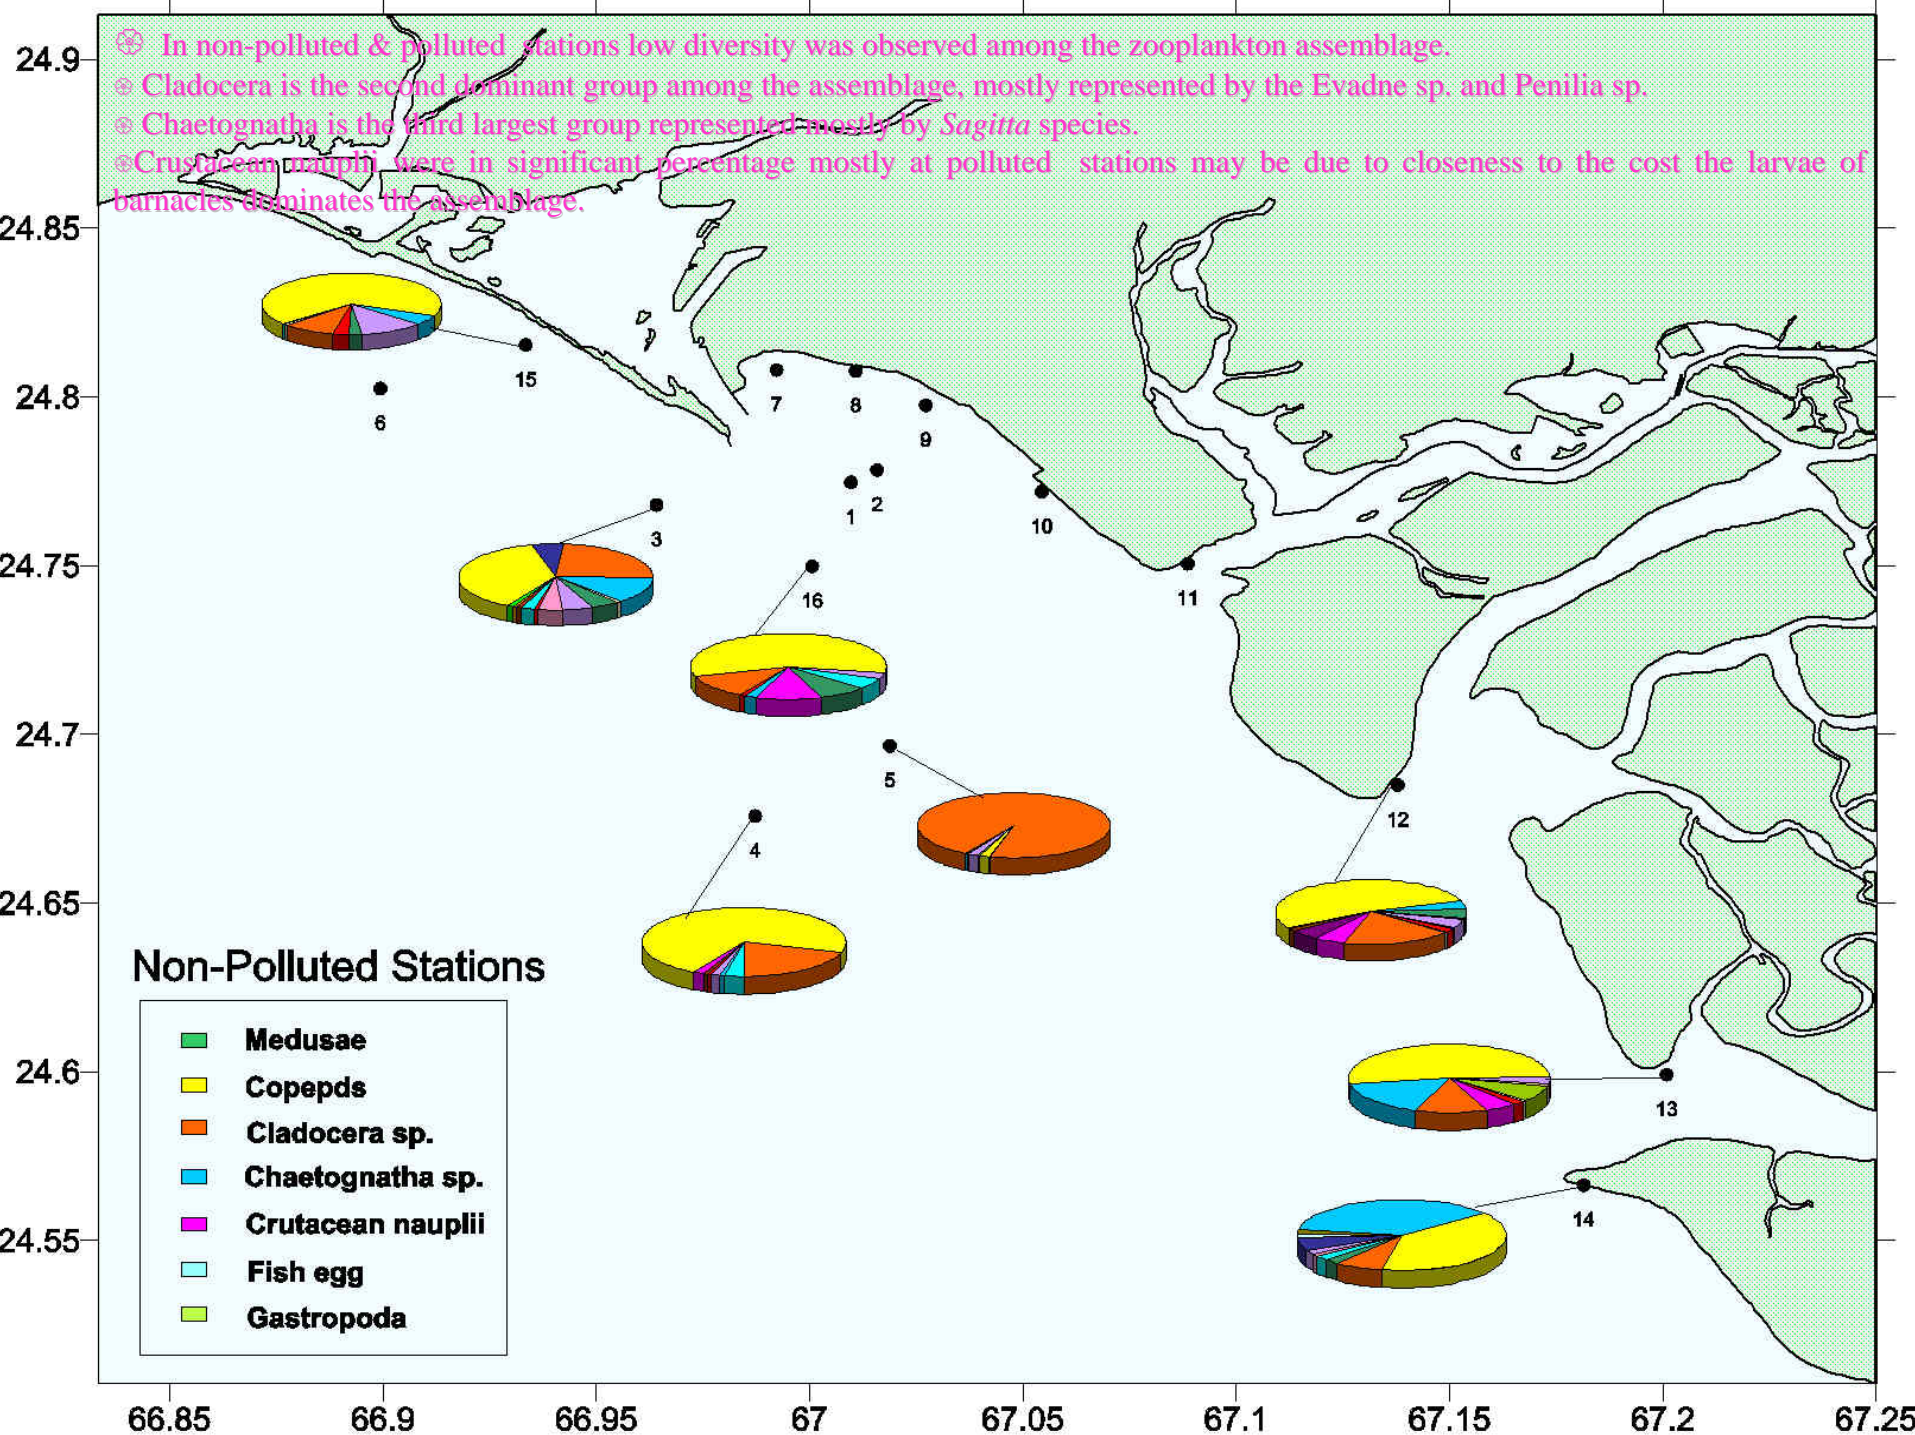 ❀ In non-polluted & polluted stations low diversity was observed among the zooplankton assemblage.
❀ Cladocera is the second dominant group among the assemblage, mostly represented by the Evadne sp. and Penilia sp.
❀ Chaetognatha is the third largest group represented mostly by Sagitta species.
❀Crustacean nauplii were in significant percentage mostly at polluted stations may be due to closeness to the cost the larvae of
barnacles dominates the assemblage.
24.9
24.85
24.8
24.75
24.7
24.65
24.6
24.55
15
6
7
8
9
3
1
2
10
16
11
5
12
4
13
14
Non-Polluted Stations
Medusae
Copepds
Cladocera sp.
Chaetognatha sp.
Crutacean nauplii
Fish egg
Gastropoda
66.85 66.9 66.95 67 67.05 67.1 67.15 67.2 67.25